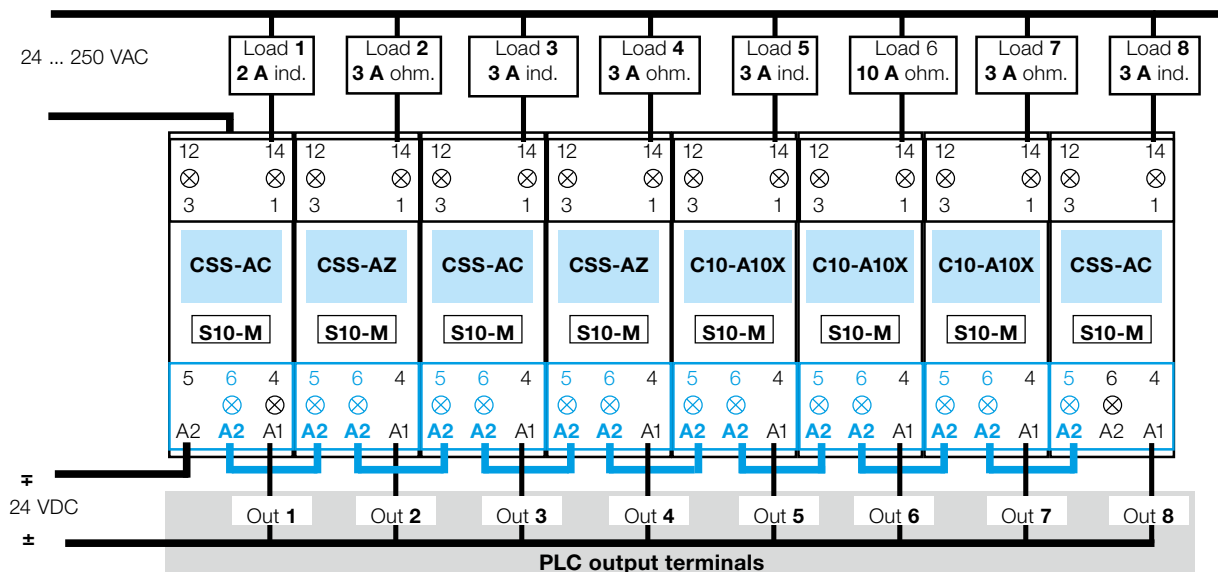 24 ... 250 VAC
Load 1 Load 2 Load 3 Load 4 Load 5 Load 6 Load 7 Load 8
2 A ind. 3 A ohm. 3 A ind. 3 A ohm. 3 A ind. 10 A ohm. 3 A ohm. 3 A ind.
12 14 12 14 12 14 12 14 12 14 12 14 12 14 12 14
3 1 3 1 3 1 3 1 3 1 3 1 3 1 3 1
CSS-AC CSS-AZ CSS-AC CSS-AZ C10-A10X C10-A10X C10-A10X CSS-AC
S10-M S10-M S10-M S10-M S10-M S10-M S10-M S10-M
5 6 4 5 6 4 5 6 4 5 6 4 5 6 4 5 6 4 5 6 4 5 6 4
A2 A2 A1 A2 A2 A1 A2 A2 A1 A2 A2 A1 A2 A2 A1 A2 A2 A1 A2 A2 A1 A2 A2 A1
∓
24 VDC
±
Out 1 Out 2 Out 3 Out 4 Out 5 Out 6 Out 7 Out 8
PLC output terminals